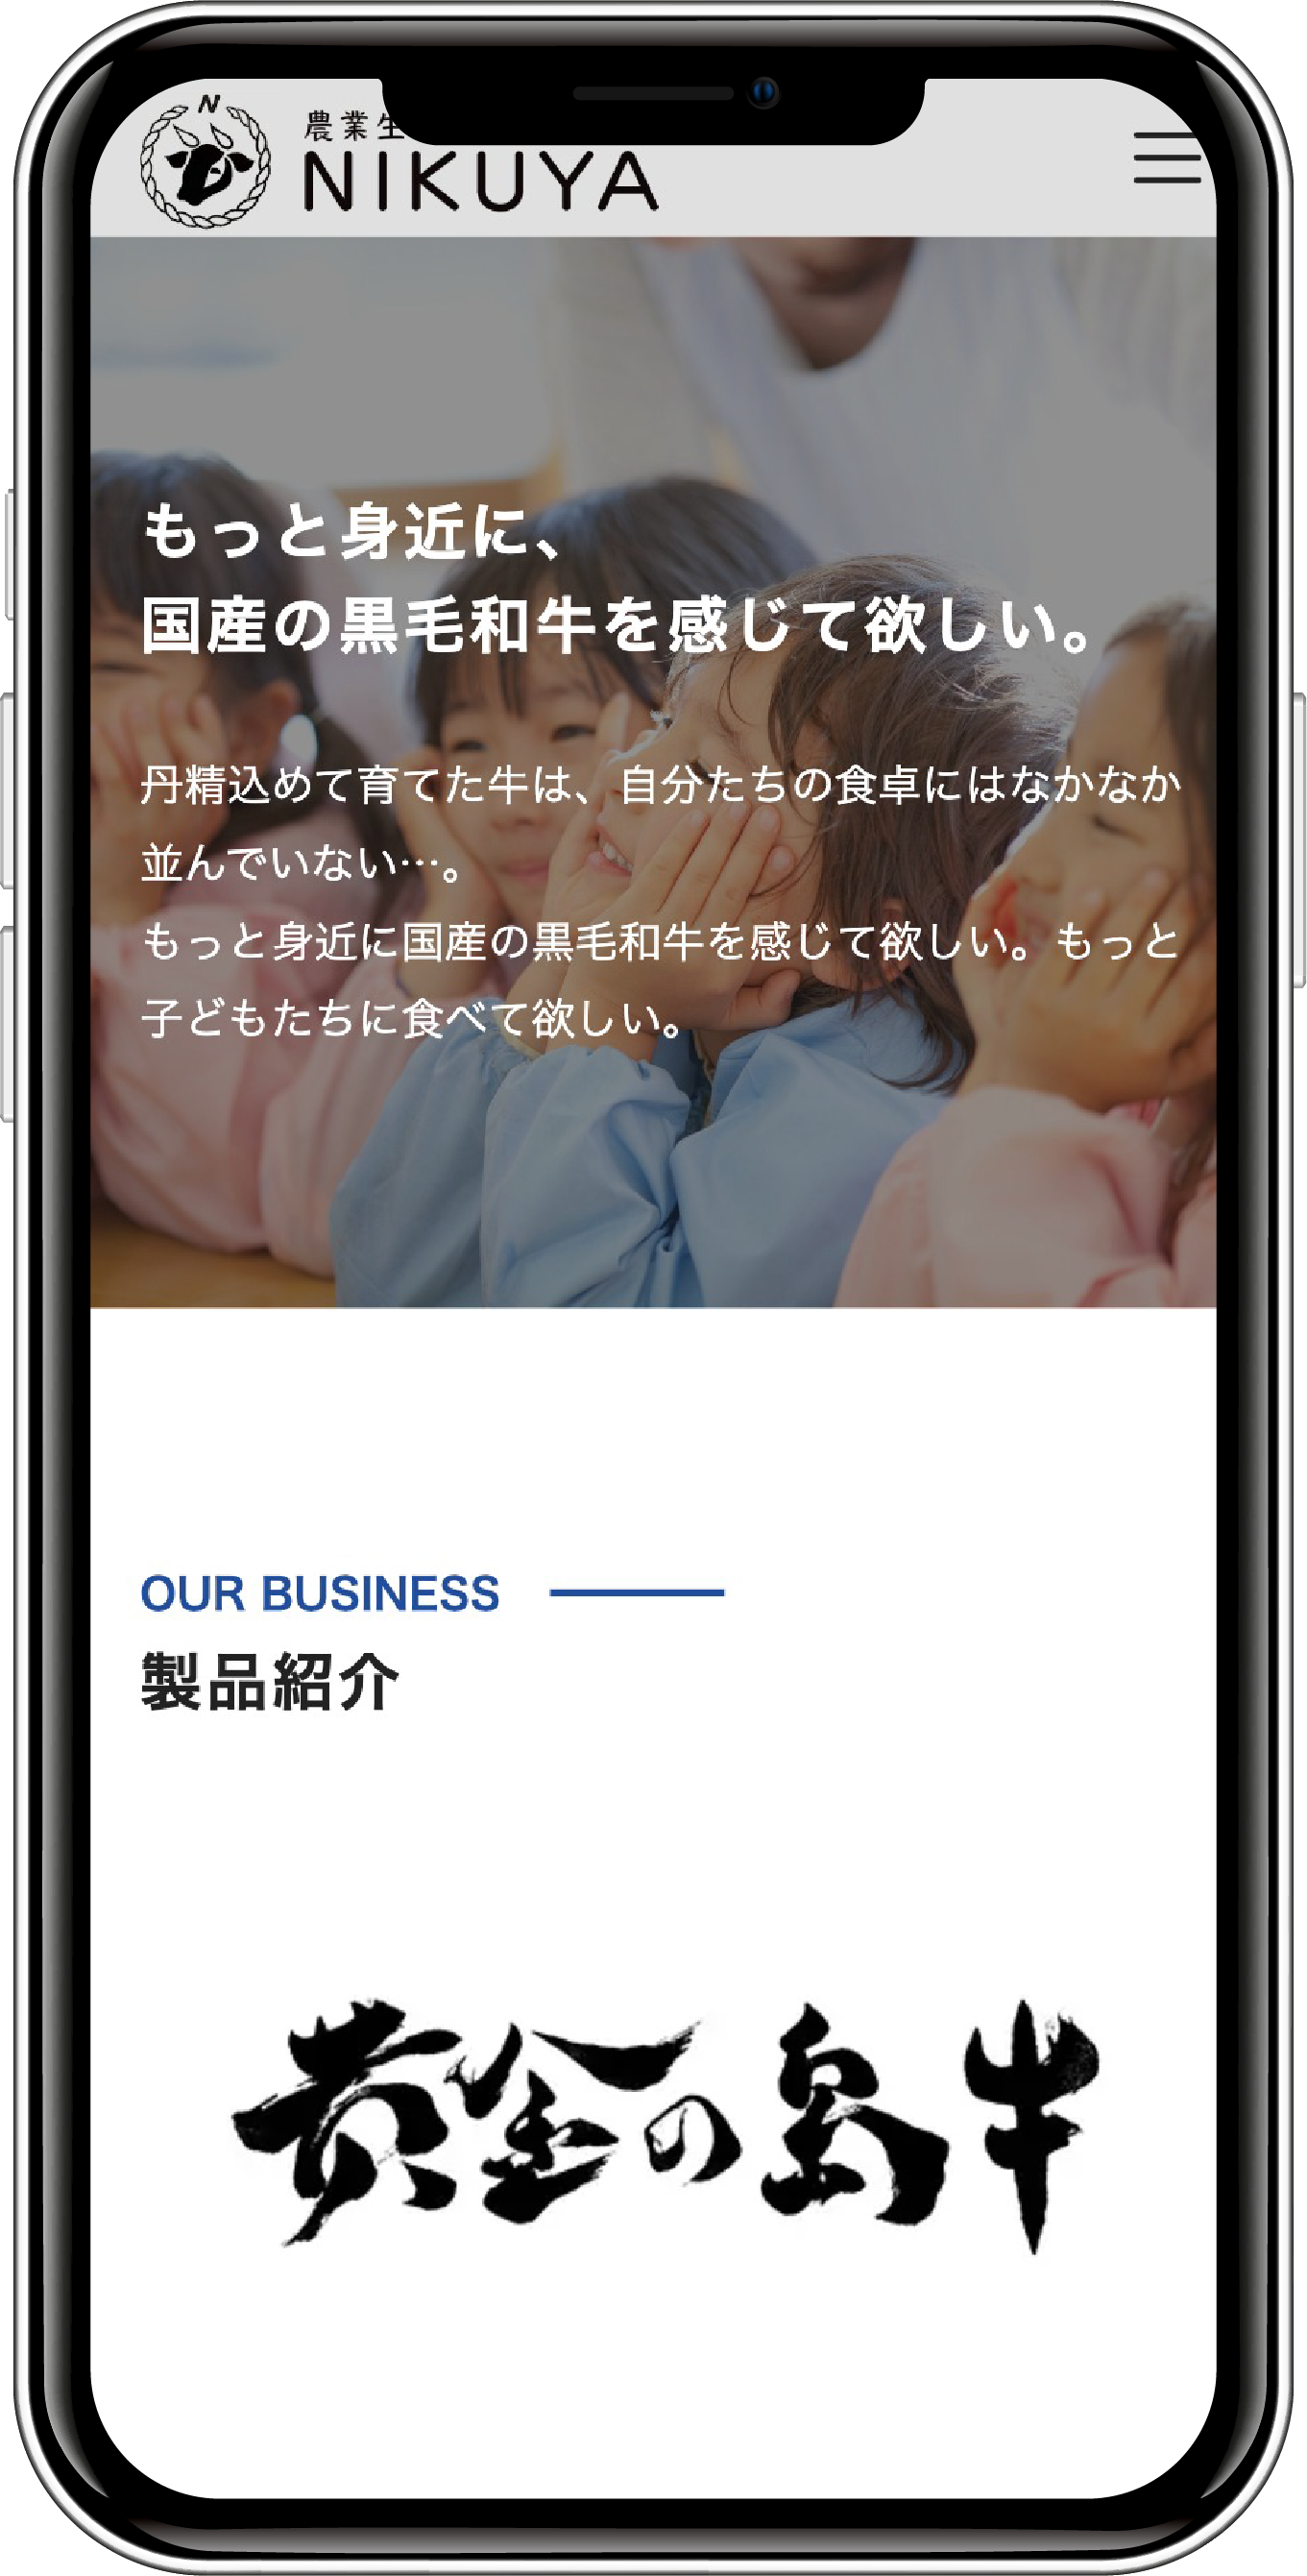 N
農業生
NIKUYA
もっと身近に、
国産の黒毛和牛を感じて欲しい。
丹精込めて育てた牛は、自分たちの食卓にはなかなか
並んでいない…。
もっと身近に国産の黒毛和牛を感じて欲しい。もっと
子どもたちに食べて欲しい。
OUR BUSINESS
製品紹介
黄金の島牛